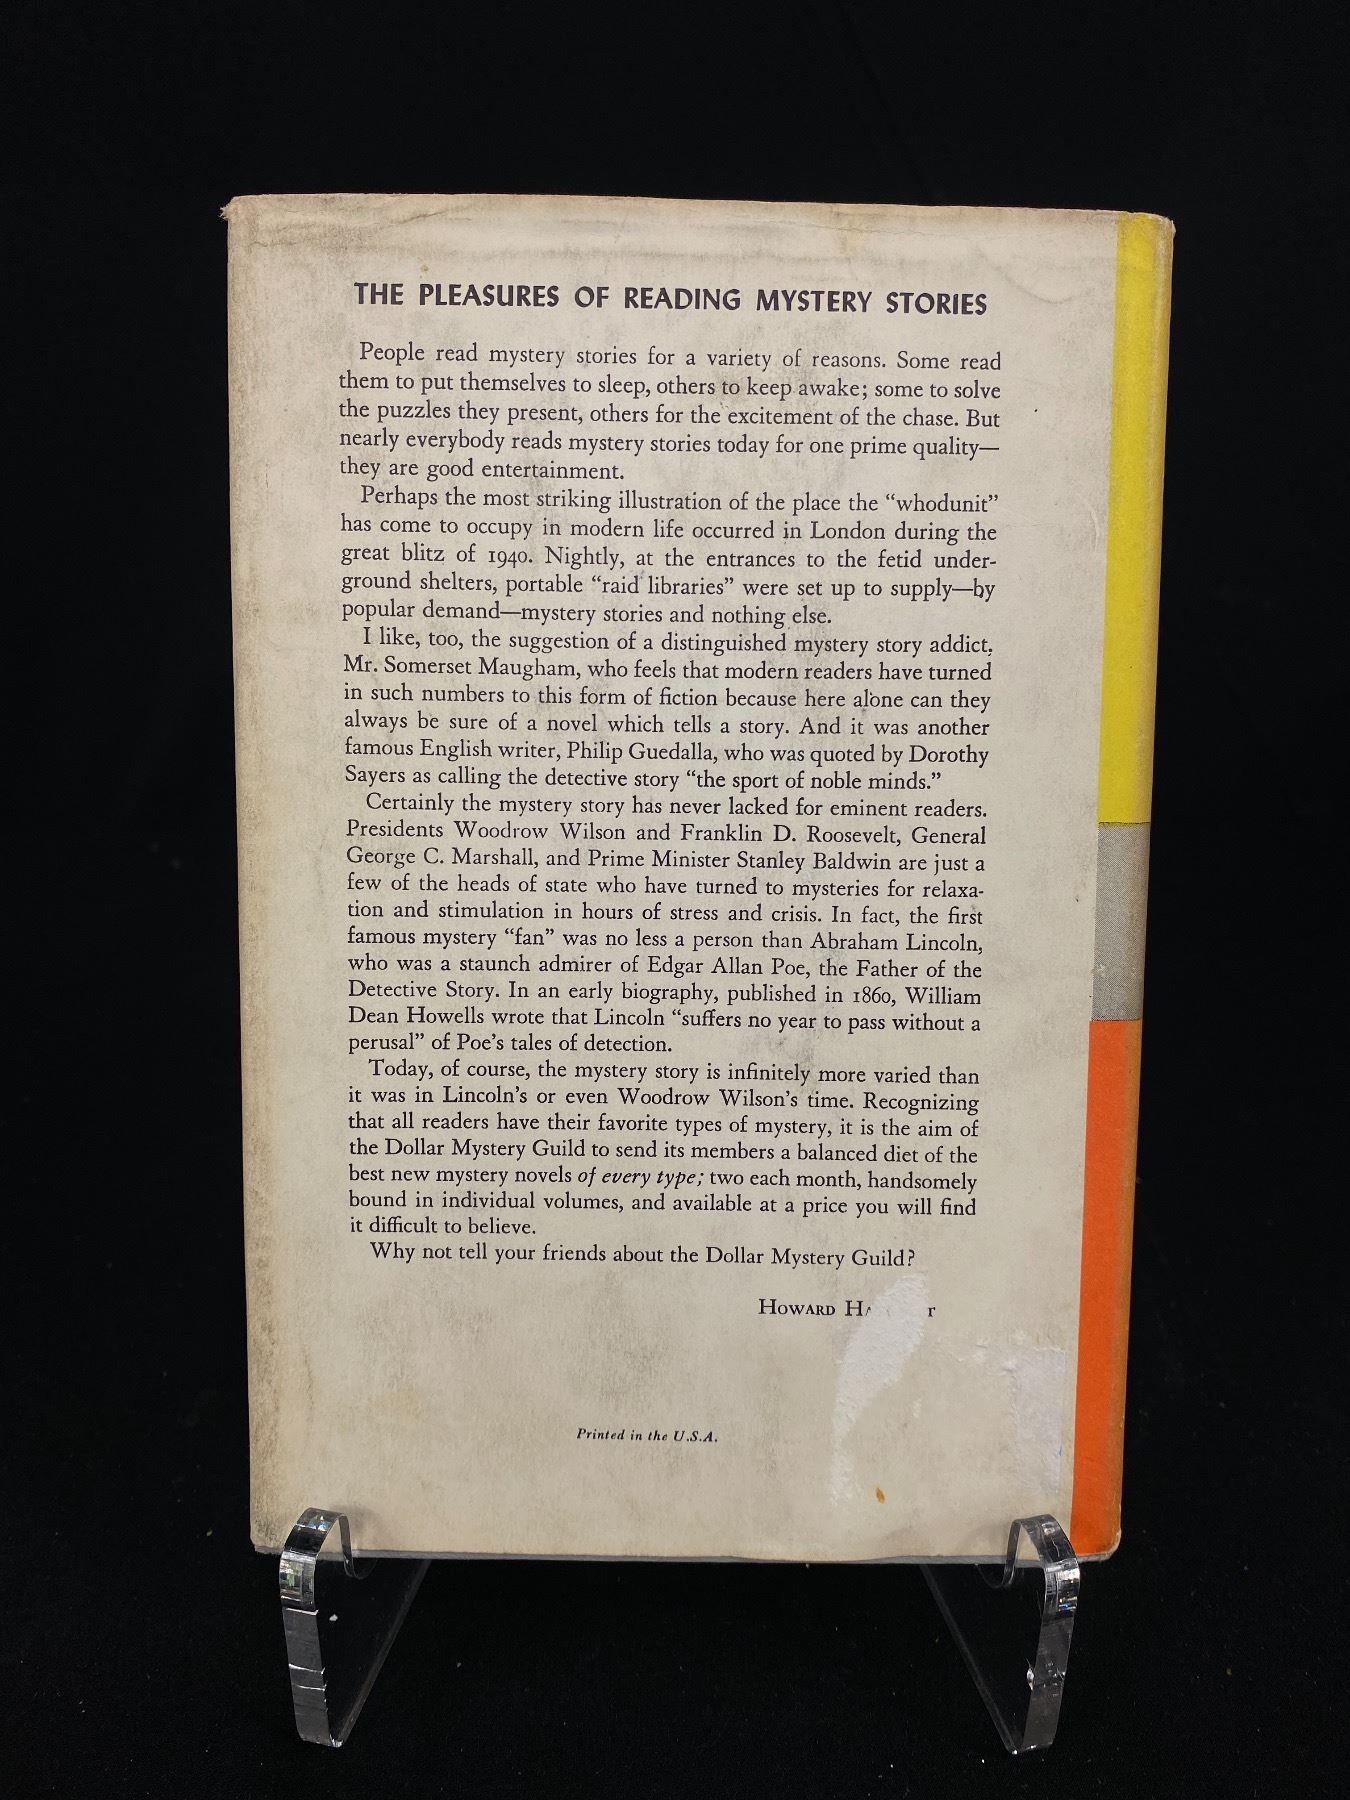 THE PLEASURES OF READING MYSTERY STORIES
People read mystery stories for a variety of reasons. Some read
them to put themselves to sleep, others to keep awake; some to solve
the puzzles they present, others for the excitement of the chase. But
nearly everybody reads mystery stories today for one prime quality—
they are good entertainment.
Perhaps the most striking illustration of the place the “whodunit”
has come to occupy in modern life occurred in London during the
great blitz of 1940. Nightly, at the entrances to the fetid under-
ground shelters, portable “raid libraries” were set up to supply—by
popular demand—mystery stories and nothing else.
I like, too, the suggestion of a distinguished mystery story addict,
Mr. Somerset Maugham, who feels that modern readers have turned
in such numbers to this form of fiction because here alone can they
always be sure of a novel which tells a story. And it was another
famous English writer, Philip Guedalla, who was quoted by Dorothy
Sayers as calling the detective story “the sport of noble minds.”
Certainly the mystery story has never lacked for eminent readers.
Presidents Woodrow Wilson and Franklin D. Roosevelt, General
George C. Marshall, and Prime Minister Stanley Baldwin are just a
few of the heads of state who have turned to mysteries for relaxa-
tion and stimulation in hours of stress and crisis. In fact, the first
famous mystery “fan” was no less a person than Abraham Lincoln,
who was a staunch admirer of Edgar Allan Poe, the Father of the
Detective Story. In an early biography, published in 1860, William
Dean Howells wrote that Lincoln “suffers no year to pass without a
perusal” of Poe’s tales of detection.
Today, of course, the mystery story is infinitely more varied than
it was in Lincoln’s or even Woodrow Wilson’s time. Recognizing
that all readers have their favorite types of mystery, it is the aim of
the Dollar Mystery Guild to send its members a balanced diet of the
best new mystery novels of every type; two each month, handsomely
bound in individual volumes, and available at a price you will find
it difficult to believe.
Why not tell your friends about the Dollar Mystery Guild?
HOWARD
Printed in the U.S.A.